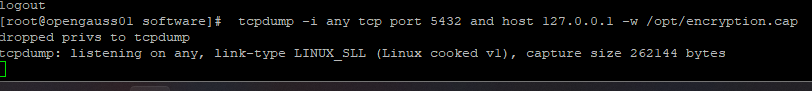 logout
[root@opengauss01 software]#  tcpdump -i any tcp port 5432 and host 127.0.0.1 -w /opt/encryption.cap
dropped privs to tcpdump
tcpdump: listening on any, link-type LINUX_SLL (Linux cooked v1), capture size 262144 bytes